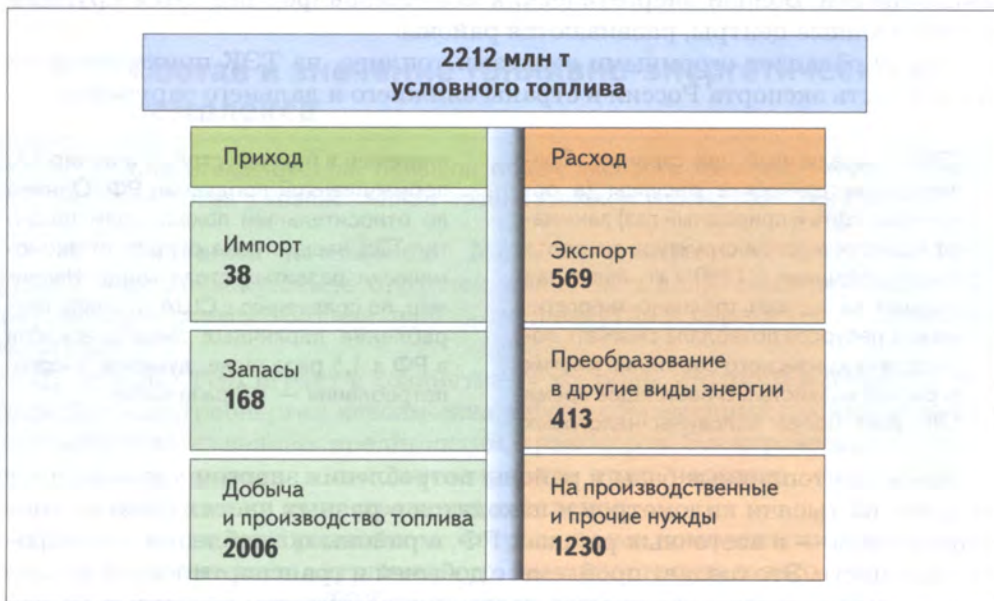 2212 млн т
условного топлива
Приход
Расход
Импорт
38
Экспорт
569
Запасы
168
Преобразование
в другие виды энергии
413
Добыча
и производство топлива
2006
На производственные
и прочие нужды
1230